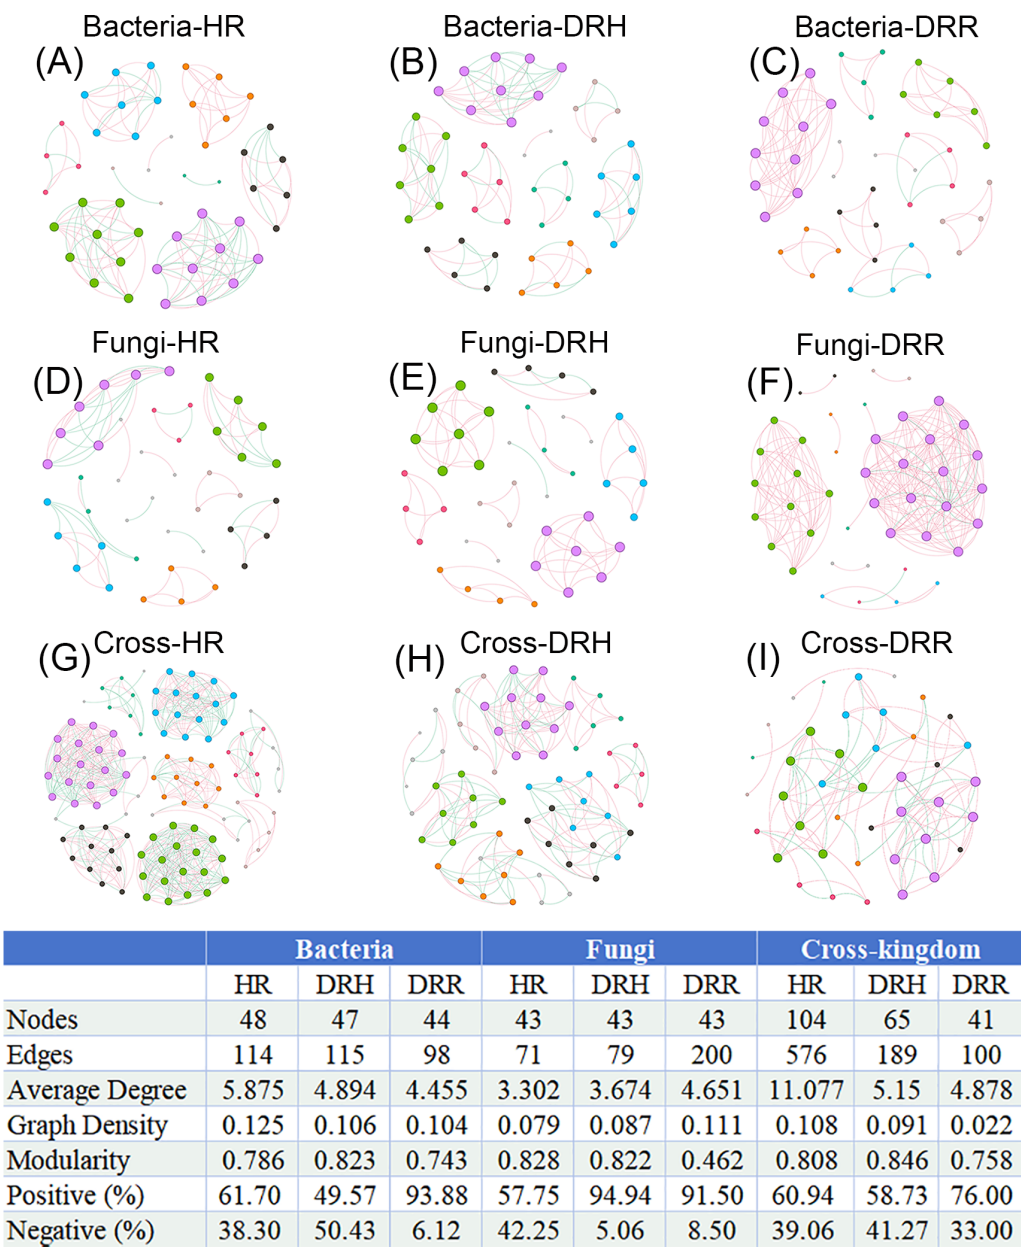 Bacteria-HR Bacteria-DRH Bacteria-DRR
(A) (B) (C)
Fungi-HR Fungi-DRH Fungi-DRR
(D) (E) (F)
Cross-HR Cross-DRH Cross-DRR
(G) (H) (I)
Bacteria Fungi Cross-kingdom
HR DRH DRR HR DRH DRR HR DRH DRR
Nodes 48 47 44 43 43 43 104 65 41
Edges 114 115 98 71 79 200 576 189 100
Average Degree 5.875 4.894 4.455 3.302 3.674 4.651 11.077 5.15 4.878
Graph Density 0.125 0.106 0.104 0.079 0.087 0.111 0.108 0.091 0.022
Modularity 0.786 0.823 0.743 0.828 0.822 0.462 0.808 0.846 0.758
Positive (%) 61.70 49.57 93.88 57.75 94.94 91.50 60.94 58.73 76.00
Negative (%) 38.30 50.43 6.12 42.25 5.06 8.50 39.06 41.27 33.00